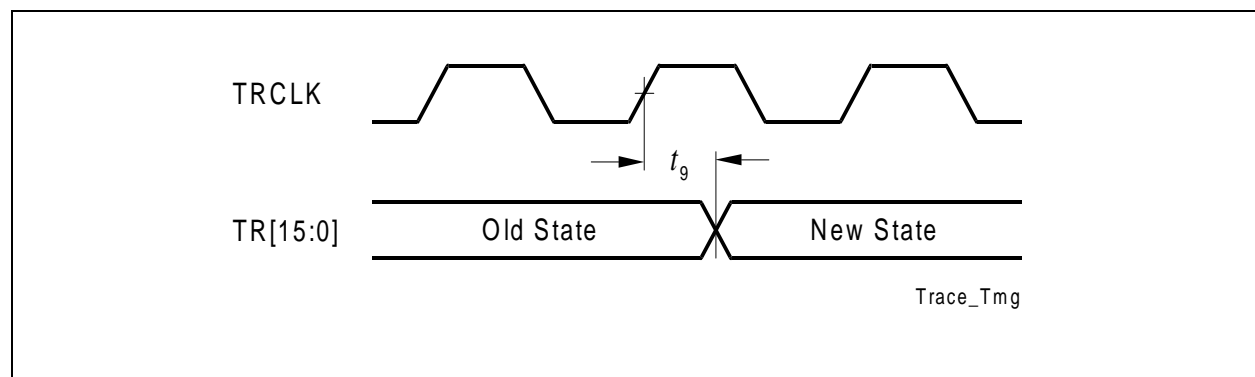 TRCLK
t9
TR[15:0] Old State New State
Trace_Tmg